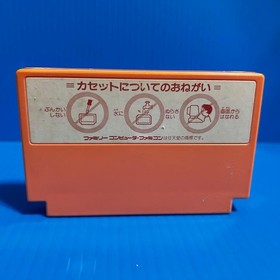 カセットについてのおねがい
ぶんかい 水に ぬらさ 画面から
しない ない はなれる
ファミリー コンピュータ・ファミコンは任天堂の商標です。